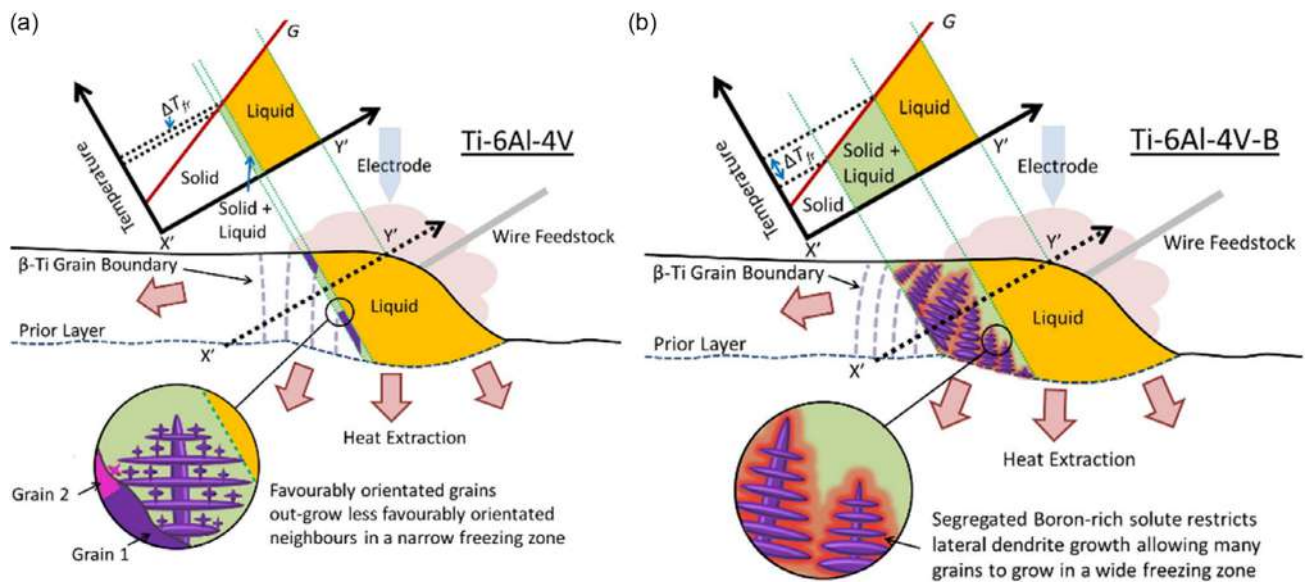 (a)
G
ΔT_fr
Liquid
Ti-6Al-4V
Temperature
Solid
Y'
Electrode
X'
Solid +
Liquid
Y'
Wire Feedstock
β-Ti Grain Boundary
Liquid
Prior Layer
X'
Heat Extraction
Grain 2
Grain 1
Favourably orientated grains
out-grow less favourably orientated
neighbours in a narrow freezing zone
(b)
G
ΔT_fr
Liquid
Ti-6Al-4V-B
Temperature
Solid +
Liquid
Y'
Electrode
Solid
X'
Y'
Wire Feedstock
β-Ti Grain Boundary
Liquid
Prior Layer
X'
Heat Extraction
Segregated Boron-rich solute restricts
lateral dendrite growth allowing many
grains to grow in a wide freezing zone